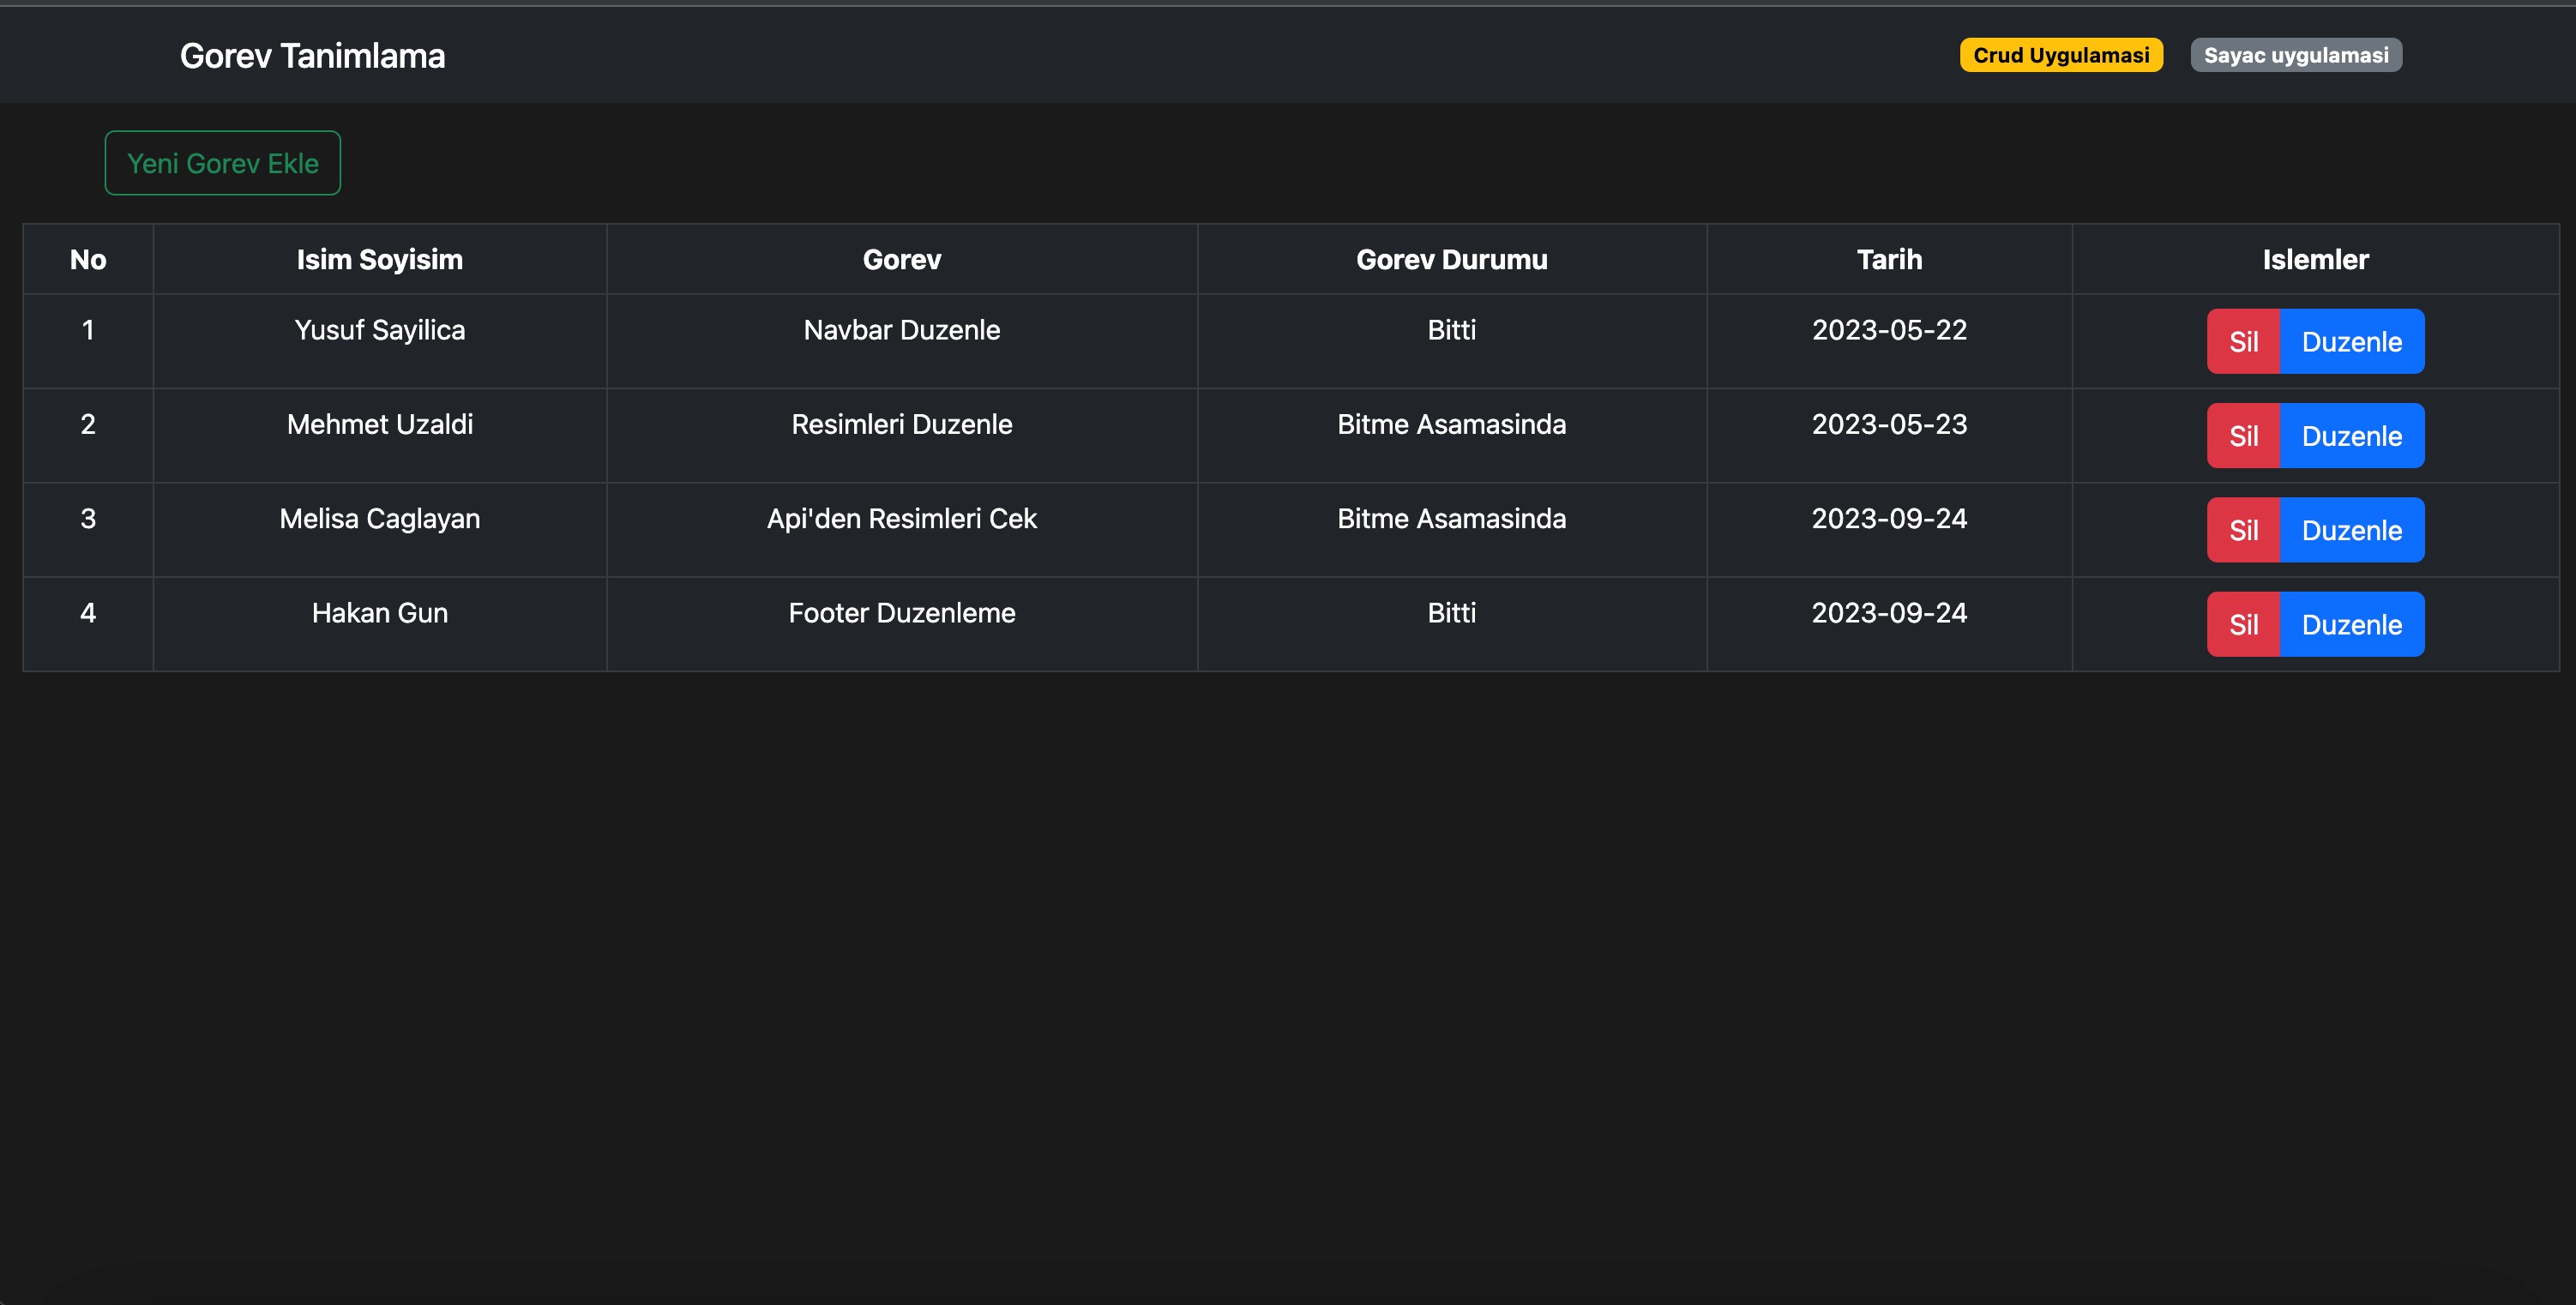 Gorev Tanimlama Crud Uygulamasi Sayac uygulamasi
Yeni Gorev Ekle
No Isim Soyisim Gorev Gorev Durumu Tarih Islemler
1 Yusuf Sayilica Navbar Duzenle Bitti 2023-05-22 Sil Duzenle
2 Mehmet Uzaldi Resimleri Duzenle Bitme Asamasinda 2023-05-23 Sil Duzenle
3 Melisa Caglayan Api'den Resimleri Cek Bitme Asamasinda 2023-09-24 Sil Duzenle
4 Hakan Gun Footer Duzenleme Bitti 2023-09-24 Sil Duzenle